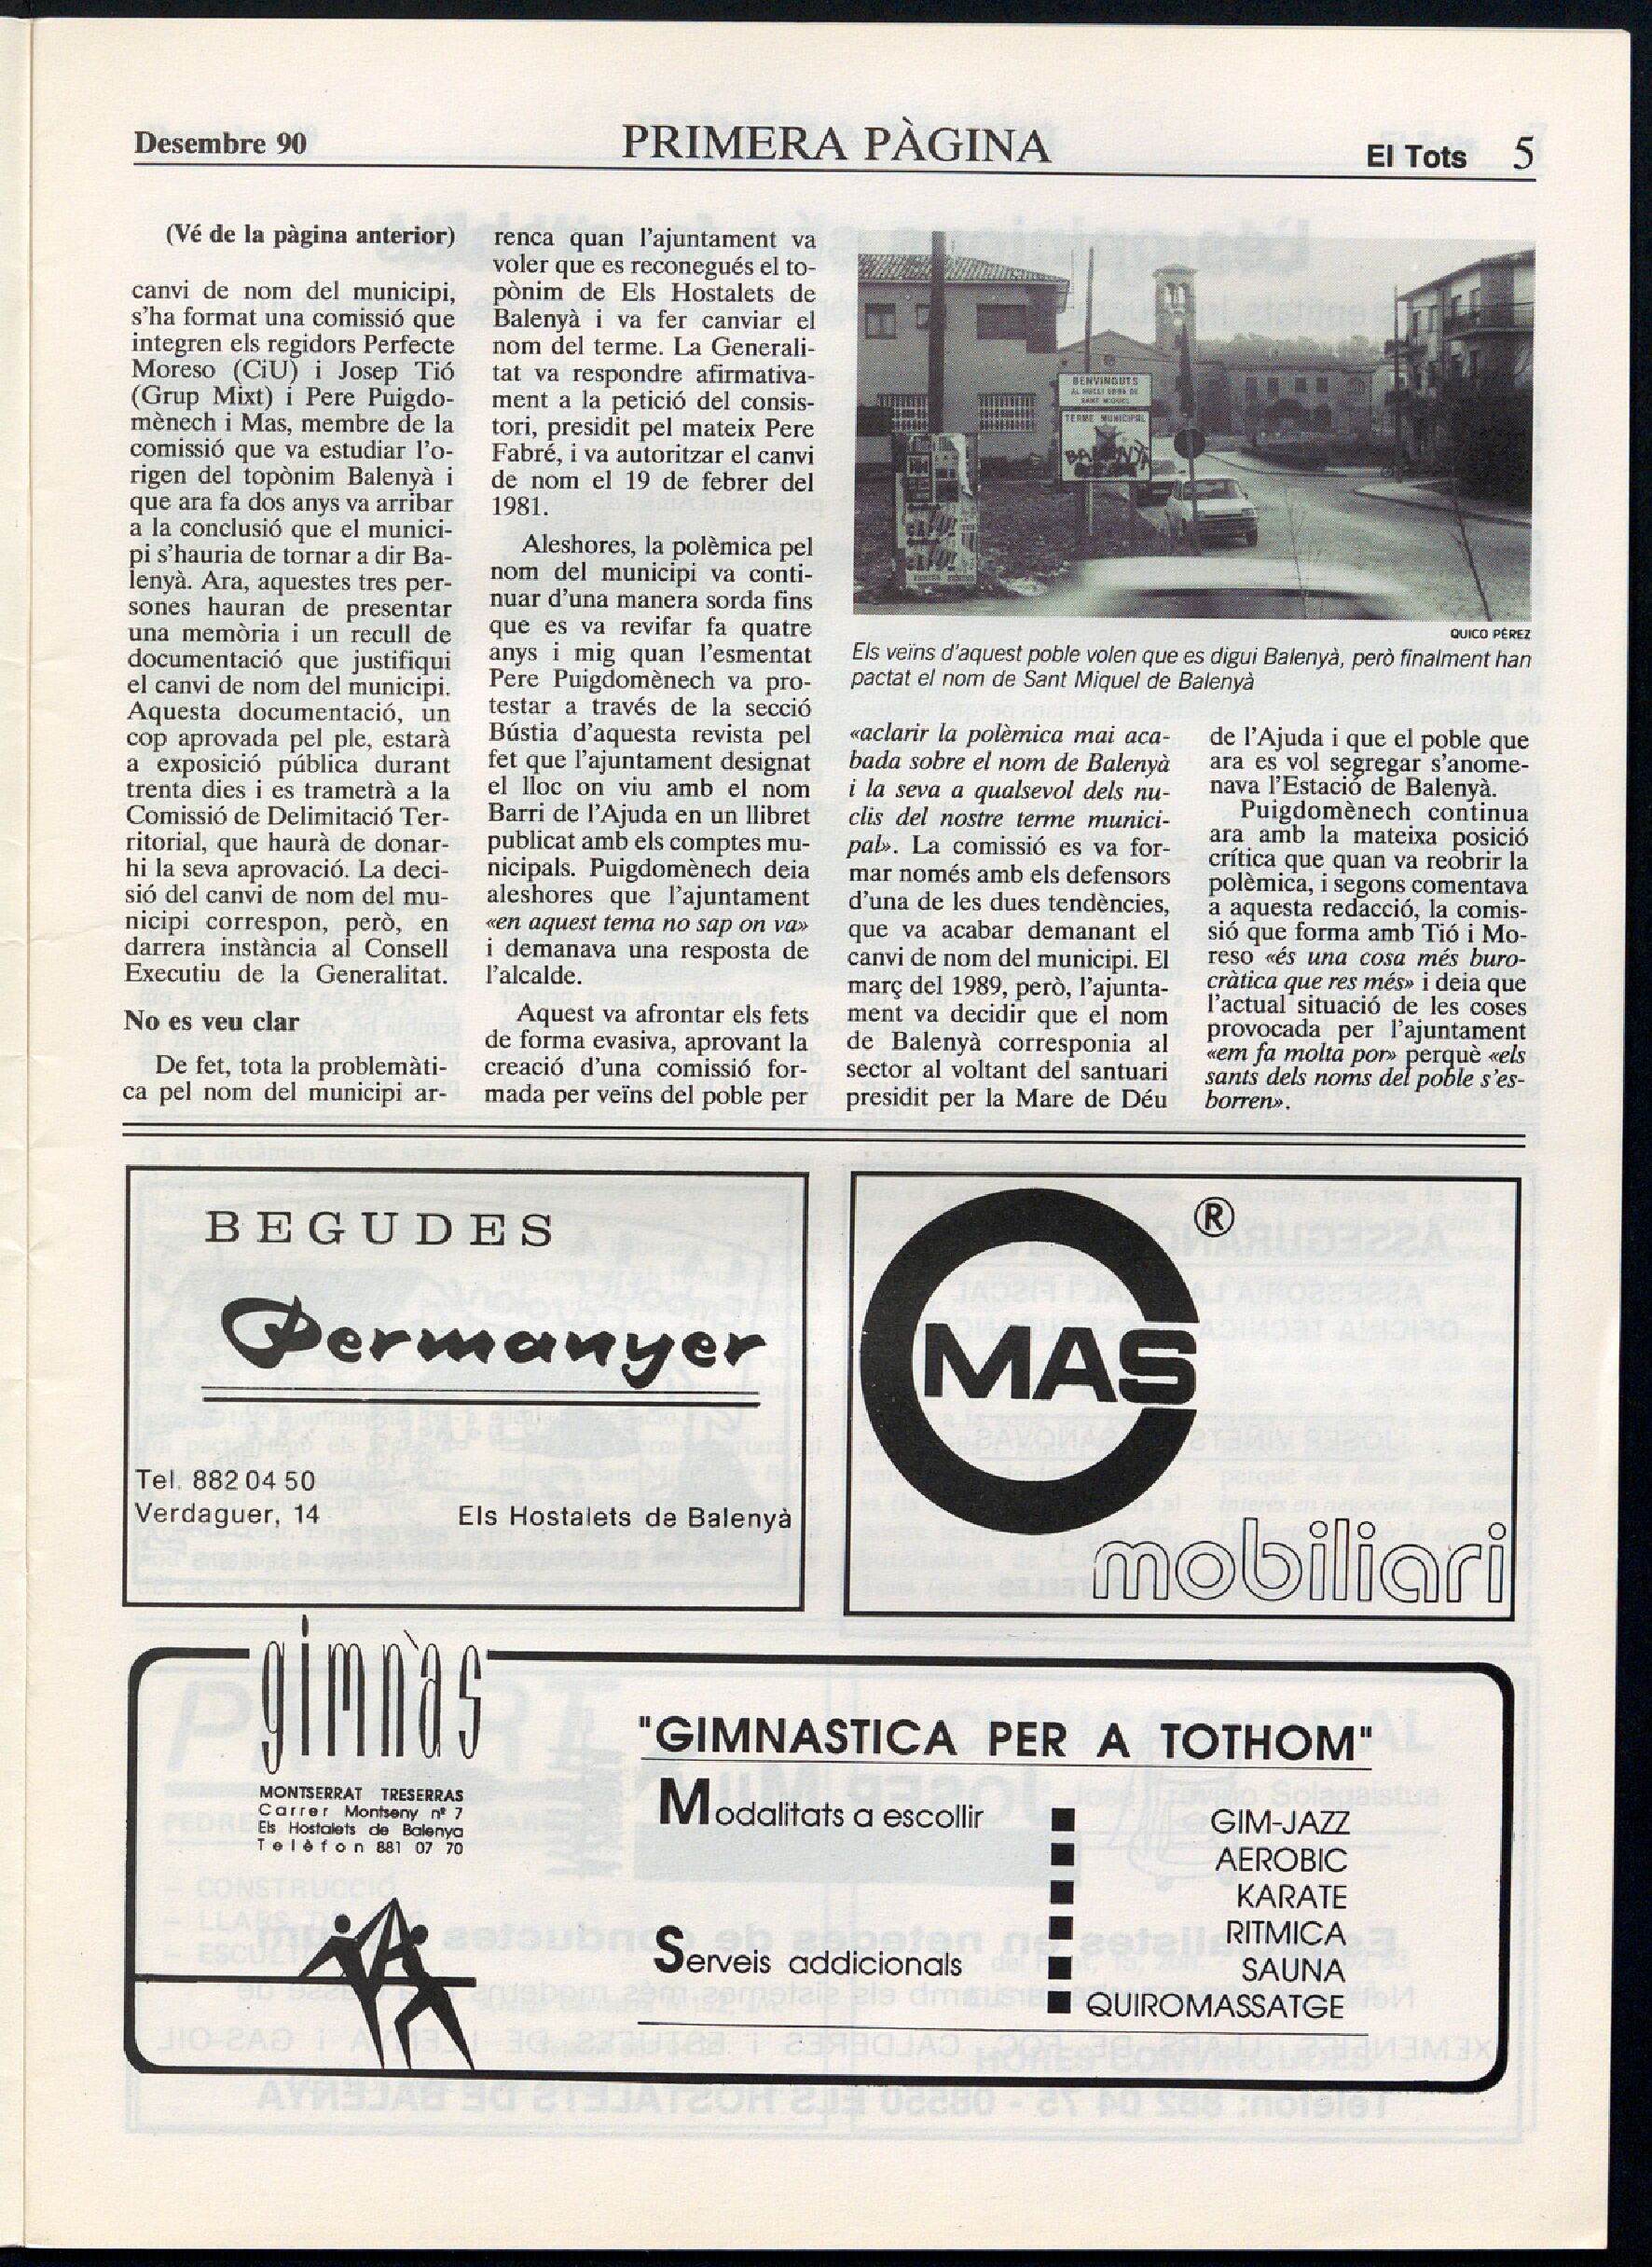 Desembre 90
PRIMERA PÀGINA
El Tots 5
(Vé de la pàgina anterior)
canvi de nom del municipi,
s'ha format una comissió que
integren els regidors Perfecte
Moreso (CiU) i Josep Tió
(Grup Mixt) i Pere Puigdo-
mènech i Mas, membre de la
comissió que va estudiar l'o-
rigen del topònim Balenyà i
que ara fa dos anys va arribar
a la conclusió que el munici-
pi s'hauria de tornar a dir Ba-
lenyà. Ara, aquestes tres per-
sones hauran de presentar
una memòria i un recull de
documentació que justifiqui
el canvi de nom del municipi.
Aquesta documentació, un
cop aprovada pel ple, estarà
a exposició pública durant
trenta dies i es trametrà a la
Comissió de Delimitació Ter-
ritorial, que haurà de donar-
hi la seva aprovació. La deci-
sió del canvi de nom del mu-
nicipi correspon, però, en
darrera instància al Consell
Executiu de la Generalitat.
No es veu clar
De fet, tota la problemàti-
ca pel nom del municipi ar-
renca quan l'ajuntament va
voler que es reconegués el to-
pònim de Els Hostalets de
Balenyà i va fer canviar el
nom del terme. La Generali-
tat va respondre afirmativa-
ment a la petició del consis-
tori, presidit pel mateix Pere
Fabré, i va autoritzar el canvi
de nom el 19 de febrer del
1981.
Aleshores, la polèmica pel
nom del municipi va conti-
nuar d'una manera sorda fins
que es va revifar fa quatre
anys i mig quan l'esmentat
Pere Puigdomènech va pro-
testar a través de la secció
Bústia d'aquesta revista pel
fet que l'ajuntament designat
el lloc on viu amb el nom
Barri de l'Ajuda en un llibret
publicat amb els comptes mu-
nicipals. Puigdomènech deia
aleshores que l'ajuntament
«en aquest tema no sap on va»
i demanava una resposta de
l'alcalde.
Aquest va afrontar els fets
de forma evasiva, aprovant la
creació d'una comissió for-
mada per veïns del poble per
BENVINGUTS
AL NUCLI URBÀ DE
SANT MIQUEL
TERME MUNICIPAL
BALENYÀ
QUICO PÉREZ
Els veïns d'aquest poble volen que es digui Balenyà, però finalment han
pactat el nom de Sant Miquel de Balenyà
«aclarir la polèmica mai aca-
bada sobre el nom de Balenyà
i la seva a qualsevol dels nu-
clis del nostre terme munici-
pal». La comissió es va for-
mar només amb els defensors
d'una de les dues tendències,
que va acabar demanant el
canvi de nom del municipi. El
març del 1989, però, l'ajunta-
ment va decidir que el nom
de Balenyà corresponia al
sector al voltant del santuari
presidit per la Mare de Déu
de l'Ajuda i que el poble que
ara es vol segregar s'anome-
nava l'Estació de Balenyà.
Puigdomènech continua
ara amb la mateixa posició
crítica que quan va reobrir la
polèmica, i segons comentava
a aquesta redacció, la comis-
sió que forma amb Tió i Mo-
reso «és una cosa més buro-
cràtica que res més» i deia que
l'actual situació de les coses
provocada per l'ajuntament
«em fa molta por» perquè «els
sants dels noms del poble s'es-
borren».
BEGUDES
Permanyer
Tel. 882 04 50
Verdaguer, 14 Els Hostalets de Balenyà
®
MAS
mobiliari
gimnàs
MONTSERRAT TRESERRAS
Carrer Montseny nº 7
Els Hostalets de Balenya
Telèfon 881 07 70
"GIMNASTICA PER A TOTHOM"
Modalitats a escollir
■ GIM-JAZZ
■ AEROBIC
■ KARATE
■ RITMICA
Serveis addicionals
■ SAUNA
■ QUIROMASSATGE